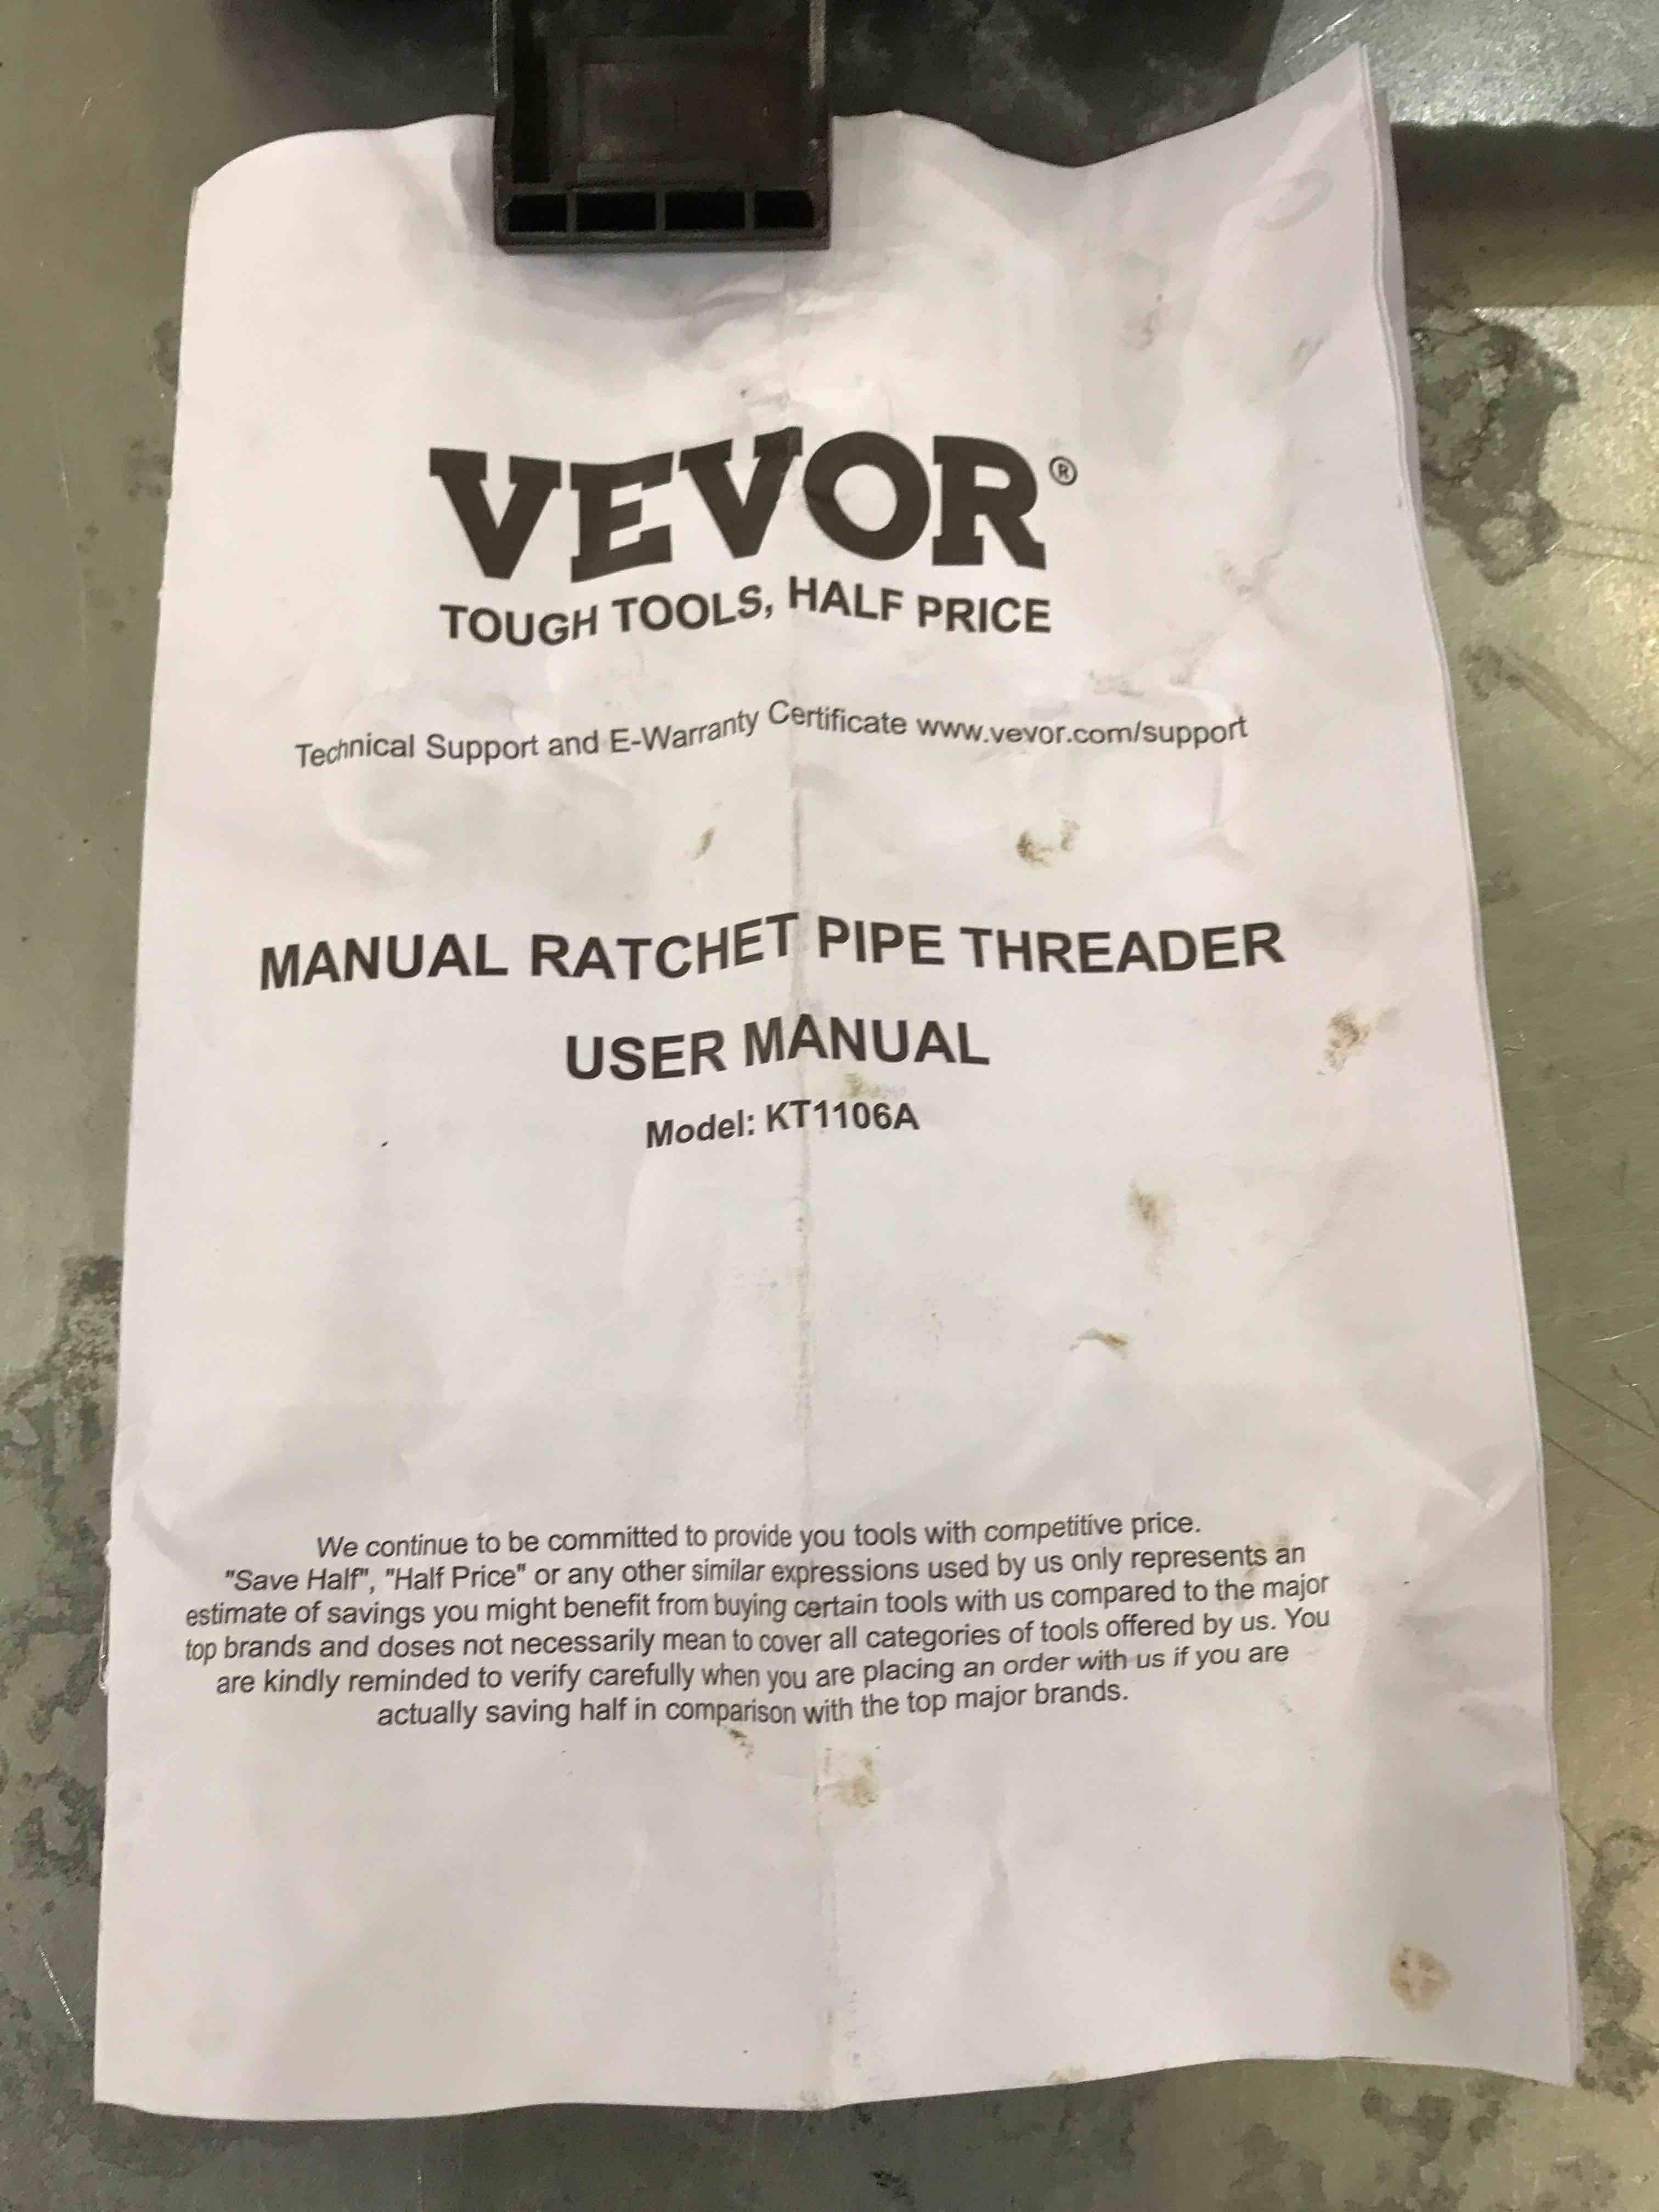 VEVOR®
TOUGH TOOLS, HALF PRICE
Technical Support and E-Warranty Certificate www.vevor.com/support
MANUAL RATCHET PIPE THREADER
USER MANUAL
Model: KT1106A
We continue to be committed to provide you tools with competitive price.
"Save Half", "Half Price" or any other similar expressions used by us only represents an
estimate of savings you might benefit from buying certain tools with us compared to the major
top brands and doses not necessarily mean to cover all categories of tools offered by us. You
are kindly reminded to verify carefully when you are placing an order with us if you are
actually saving half in comparison with the top major brands.